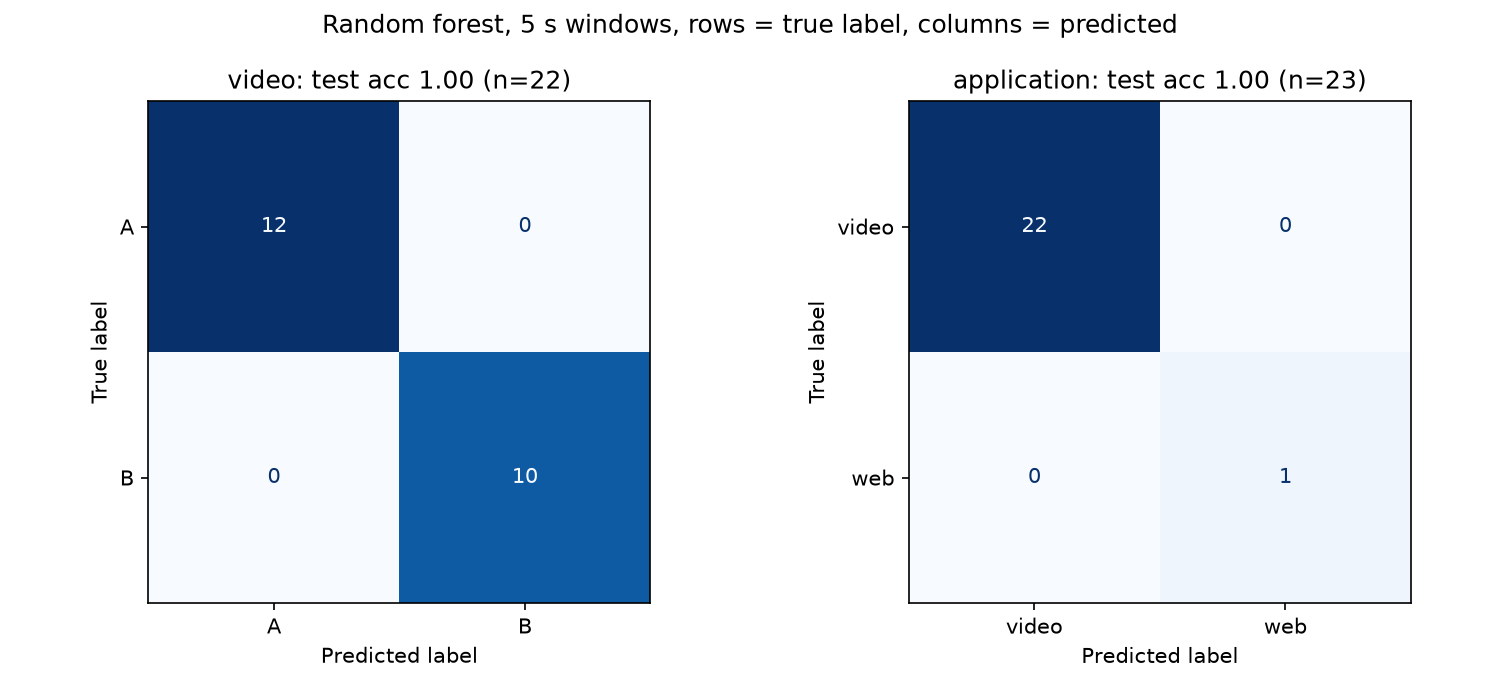 Random forest, 5 s windows, rows = true label, columns = predicted
video: test acc 1.00 (n=22)
True label
A
12
0
B
0
10
A
B
Predicted label
application: test acc 1.00 (n=23)
True label
video
22
0
web
0
1
video
web
Predicted label